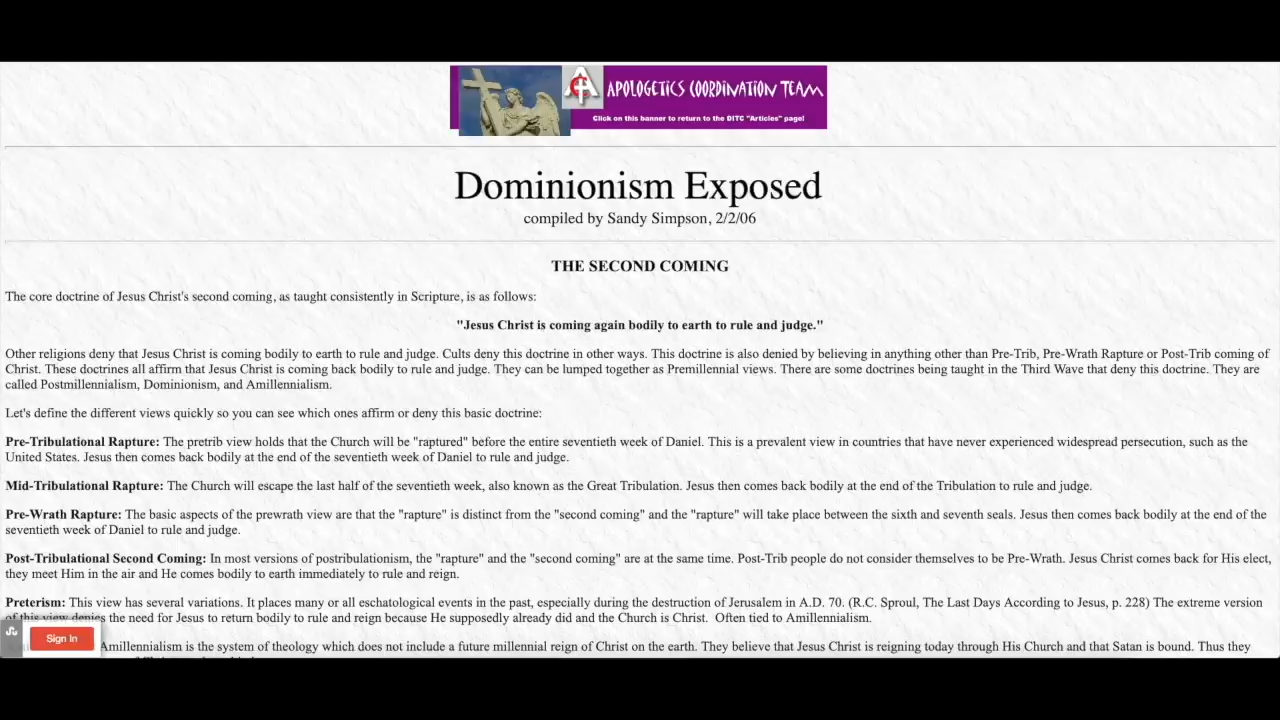 APOLOGETICS COORDINATION TEAM
Click on this banner to return to the DITC "Articles" page!
Dominionism Exposed
compiled by Sandy Simpson, 2/2/06
THE SECOND COMING
The core doctrine of Jesus Christ's second coming, as taught consistently in Scripture, is as follows:
"Jesus Christ is coming again bodily to earth to rule and judge."
Other religions deny that Jesus Christ is coming bodily to earth to rule and judge. Cults deny this doctrine in other ways. This doctrine is also denied by believing in anything other than Pre-Trib, Pre-Wrath Rapture or Post-Trib coming of
Christ. These doctrines all affirm that Jesus Christ is coming back bodily to rule and judge. They can be lumped together as Premillennial views. There are some doctrines being taught in the Third Wave that deny this doctrine. They are
called Postmillennialism, Dominionism, and Amillennialism.
Let's define the different views quickly so you can see which ones affirm or deny this basic doctrine:
Pre-Tribulational Rapture: The pretrib view holds that the Church will be "raptured" before the entire seventieth week of Daniel. This is a prevalent view in countries that have never experienced widespread persecution, such as the
United States. Jesus then comes back bodily at the end of the seventieth week of Daniel to rule and judge.
Mid-Tribulational Rapture: The Church will escape the last half of the seventieth week, also known as the Great Tribulation. Jesus then comes back bodily at the end of the Tribulation to rule and judge.
Pre-Wrath Rapture: The basic aspects of the prewrath view are that the "rapture" is distinct from the "second coming" and the "rapture" will take place between the sixth and seventh seals. Jesus then comes back bodily at the end of the
seventieth week of Daniel to rule and judge.
Post-Tribulational Second Coming: In most versions of postribulationism, the "rapture" and the "second coming" are at the same time. Post-Trib people do not consider themselves to be Pre-Wrath. Jesus Christ comes back for His elect,
they meet Him in the air and He comes bodily to earth immediately to rule and reign.
Preterism: This view has several variations. It places many or all eschatological events in the past, especially during the destruction of Jerusalem in A.D. 70. (R.C. Sproul, The Last Days According to Jesus, p. 228) The extreme version
of this view denies the need for Jesus to return bodily to rule and reign because He supposedly already did and the Church is Christ. Often tied to Amillennialism.
Sign In
Amillennialism is the system of theology which does not include a future millennial reign of Christ on the earth. They believe that Jesus Christ is reigning today through His Church and that Satan is bound. Thus they